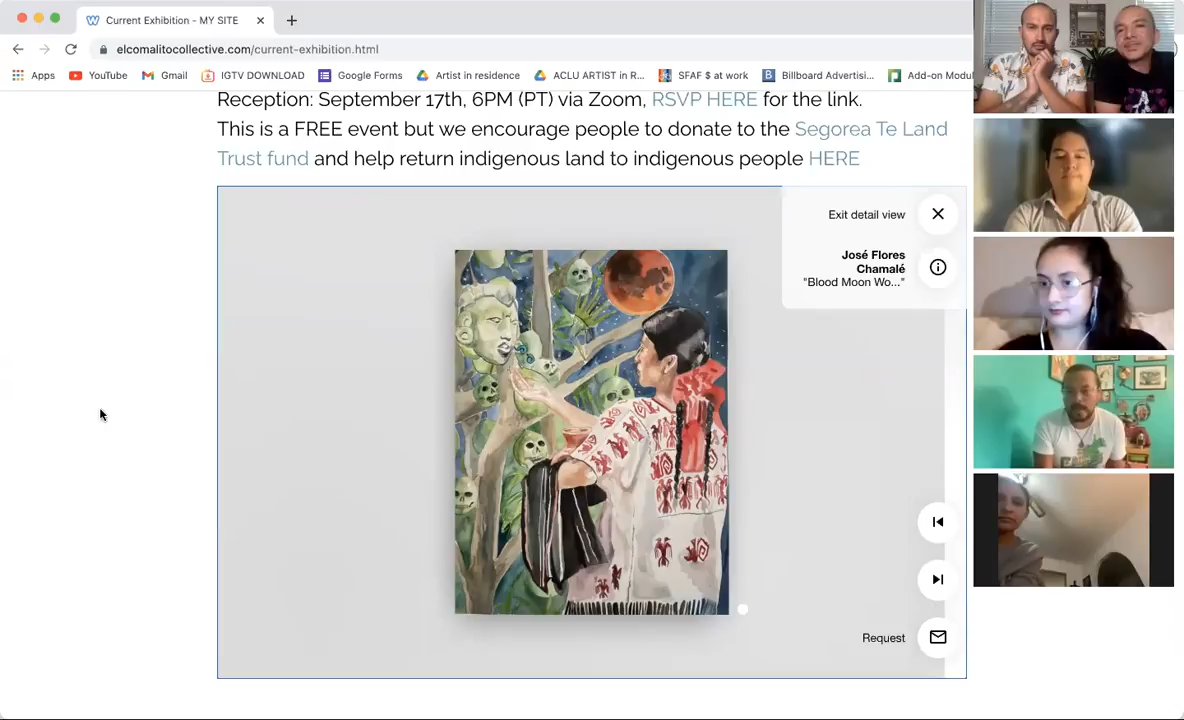 Current Exhibition - MY SITE
elcomalitocollective.com/current-exhibition.html
Apps YouTube Gmail IGTV DOWNLOAD Google Forms Artist in residence ACLU ARTIST in R... SFAF $ at work Billboard Advertisi... Add-on Modul
Reception: September 17th, 6PM (PT) via Zoom, RSVP HERE for the link.
This is a FREE event but we encourage people to donate to the Segorea Te Land
Trust fund and help return indigenous land to indigenous people HERE
Exit detail view
José Flores
Chamalé
"Blood Moon Wo..."
Request